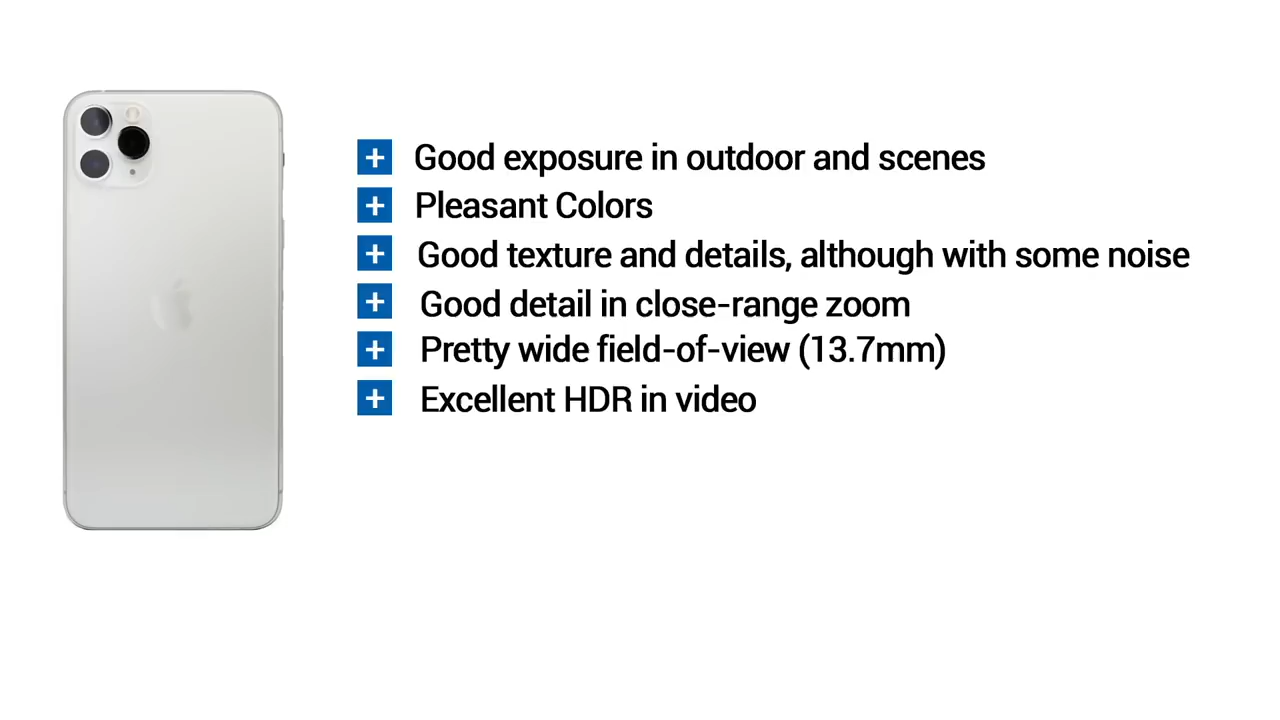 Good exposure in outdoor and scenes
Pleasant Colors
Good texture and details, although with some noise
Good detail in close-range zoom
Pretty wide field-of-view (13.7mm)
Excellent HDR in video